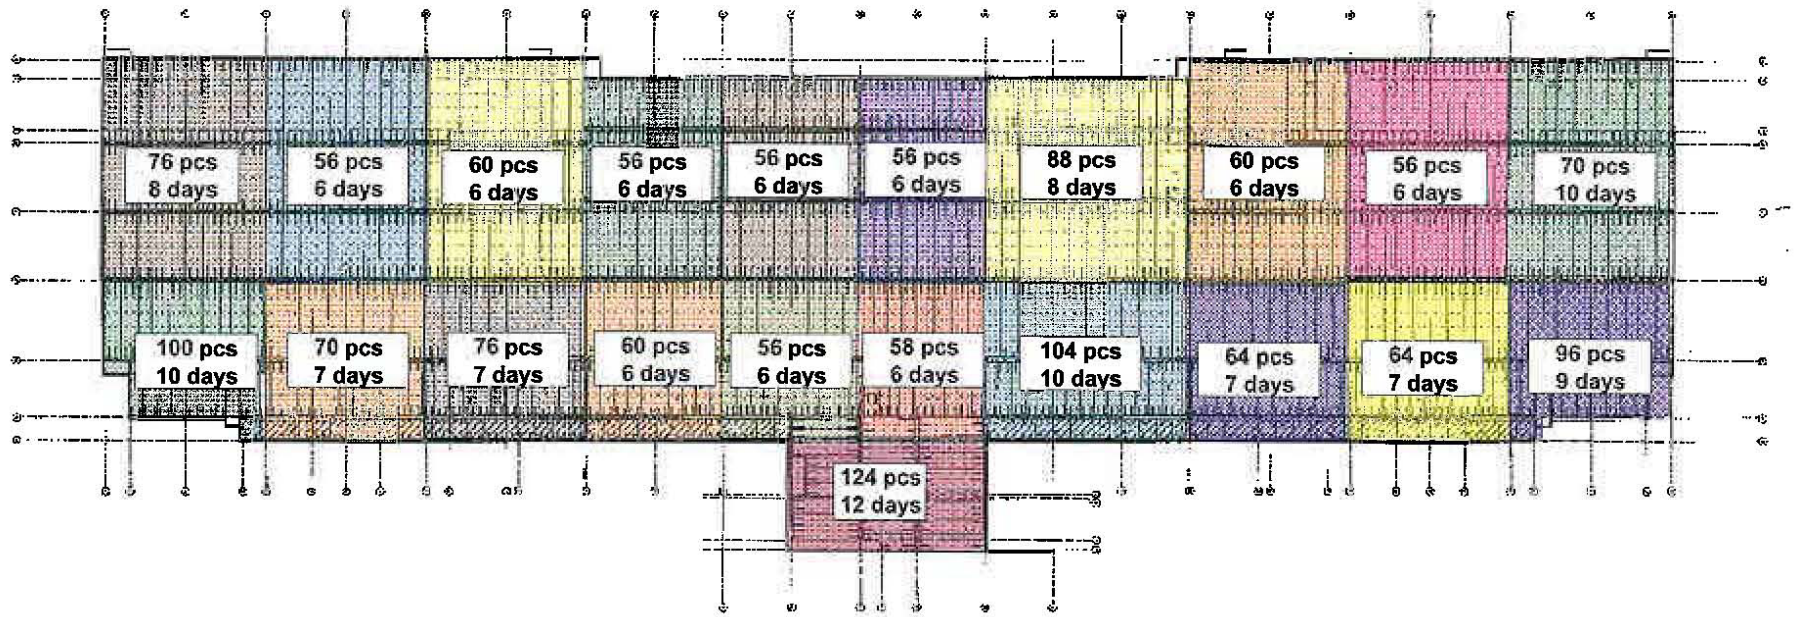 76 pcs
8 days
56 pcs
6 days
60 pcs
6 days
56 pcs
6 days
56 pcs
6 days
56 pcs
6 days
88 pcs
8 days
60 pcs
6 days
56 pcs
6 days
70 pcs
10 days
100 pcs
10 days
70 pcs
7 days
76 pcs
7 days
60 pcs
6 days
56 pcs
6 days
58 pcs
6 days
104 pcs
10 days
64 pcs
7 days
64 pcs
7 days
96 pcs
9 days
124 pcs
12 days